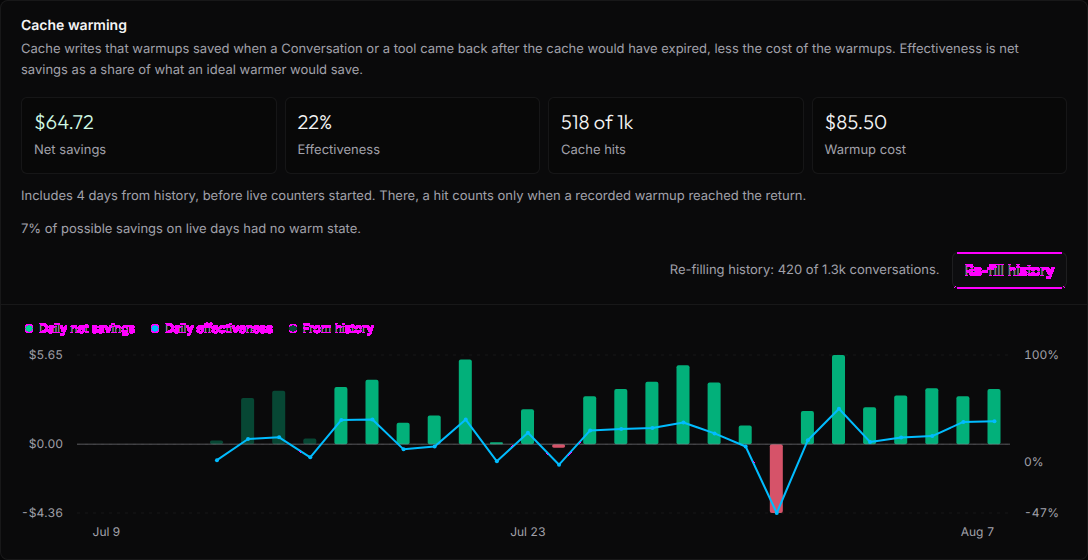 Cache warming
Cache writes that warmups saved when a Conversation or a tool came back after the cache would have expired, less the cost of the warmups. Effectiveness is net
savings as a share of what an ideal warmer would save.
$64.72
Net savings
22%
Effectiveness
518 of 1k
Cache hits
$85.50
Warmup cost
Includes 4 days from history, before live counters started. There, a hit counts only when a recorded warmup reached the return.
7% of possible savings on live days had no warm state.
Re-filling history: 420 of 1.3k conversations.
Re-fill history
Daily net savings
Daily effectiveness
From history
$5.65
100%
$0.00
0%
-$4.36
-47%
Jul 9
Jul 23
Aug 7